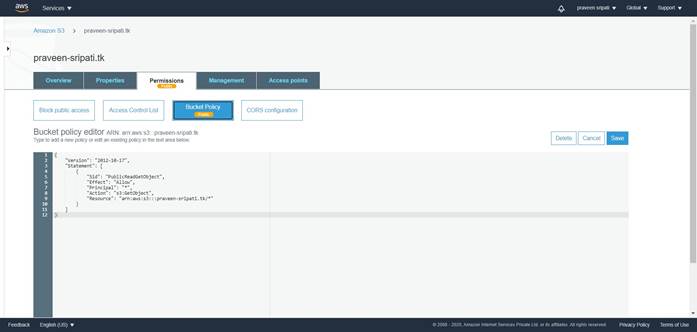 aws Services praveen sripati Global Support
Amazon S3 > praveen-sripati.tk
praveen-sripati.tk
Overview Properties Permissions Management Access points
Public
Block public access Access Control List Bucket Policy CORS configuration
Public
Bucket policy editor ARN: arn:aws:s3:::praveen-sripati.tk
Type to add a new policy or edit an existing policy in the text area below.
Delete Cancel Save
1 {
2 "Version": "2012-10-17",
3 "Statement": [
4 {
5 "Sid": "PublicReadGetObject",
6 "Effect": "Allow",
7 "Principal": "*",
8 "Action": "s3:GetObject",
9 "Resource": "arn:aws:s3:::praveen-sripati.tk/*"
10 }
11 ]
12 }
Feedback English (US) © 2008 - 2020, Amazon Internet Services Private Ltd. or its affiliates. All rights reserved. Privacy Policy Terms of Use